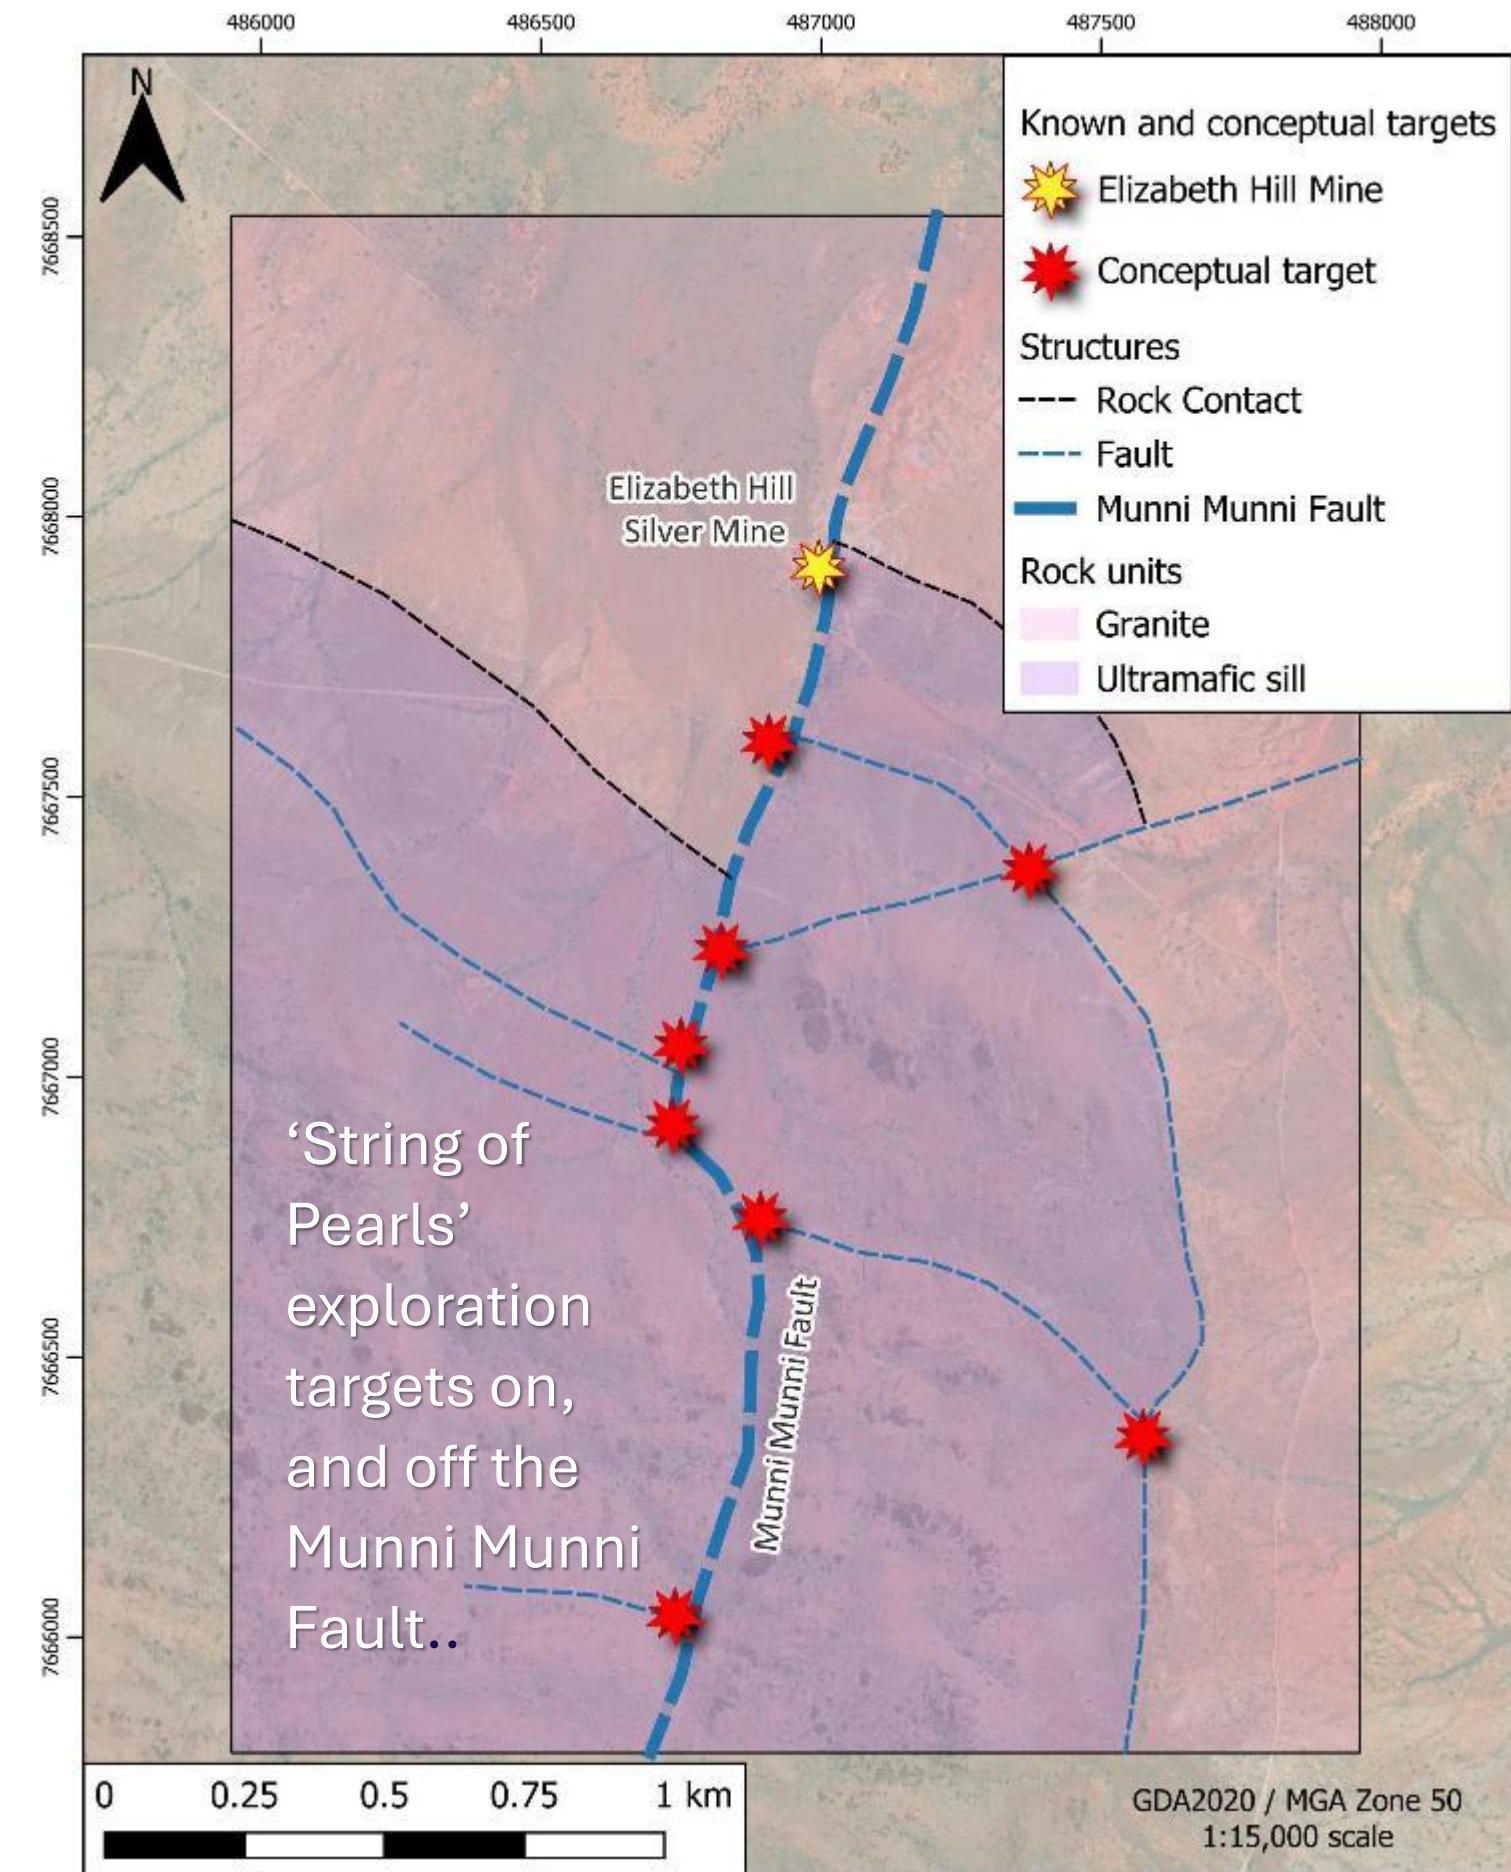 486000
486500
487000
487500
488000
N
7668500
7668000
7667500
7667000
7666500
7666000
Known and conceptual targets
Elizabeth Hill Mine
Conceptual target
Structures
Rock Contact
Fault
Munni Munni Fault
Rock units
Granite
Ultramafic sill
Elizabeth Hill
Silver Mine
‘String of
Pearls’
exploration
targets on,
and off the
Munni Munni
Fault..
Munni Munni Fault
0 0.25 0.5 0.75 1 km
GDA2020 / MGA Zone 50
1:15,000 scale